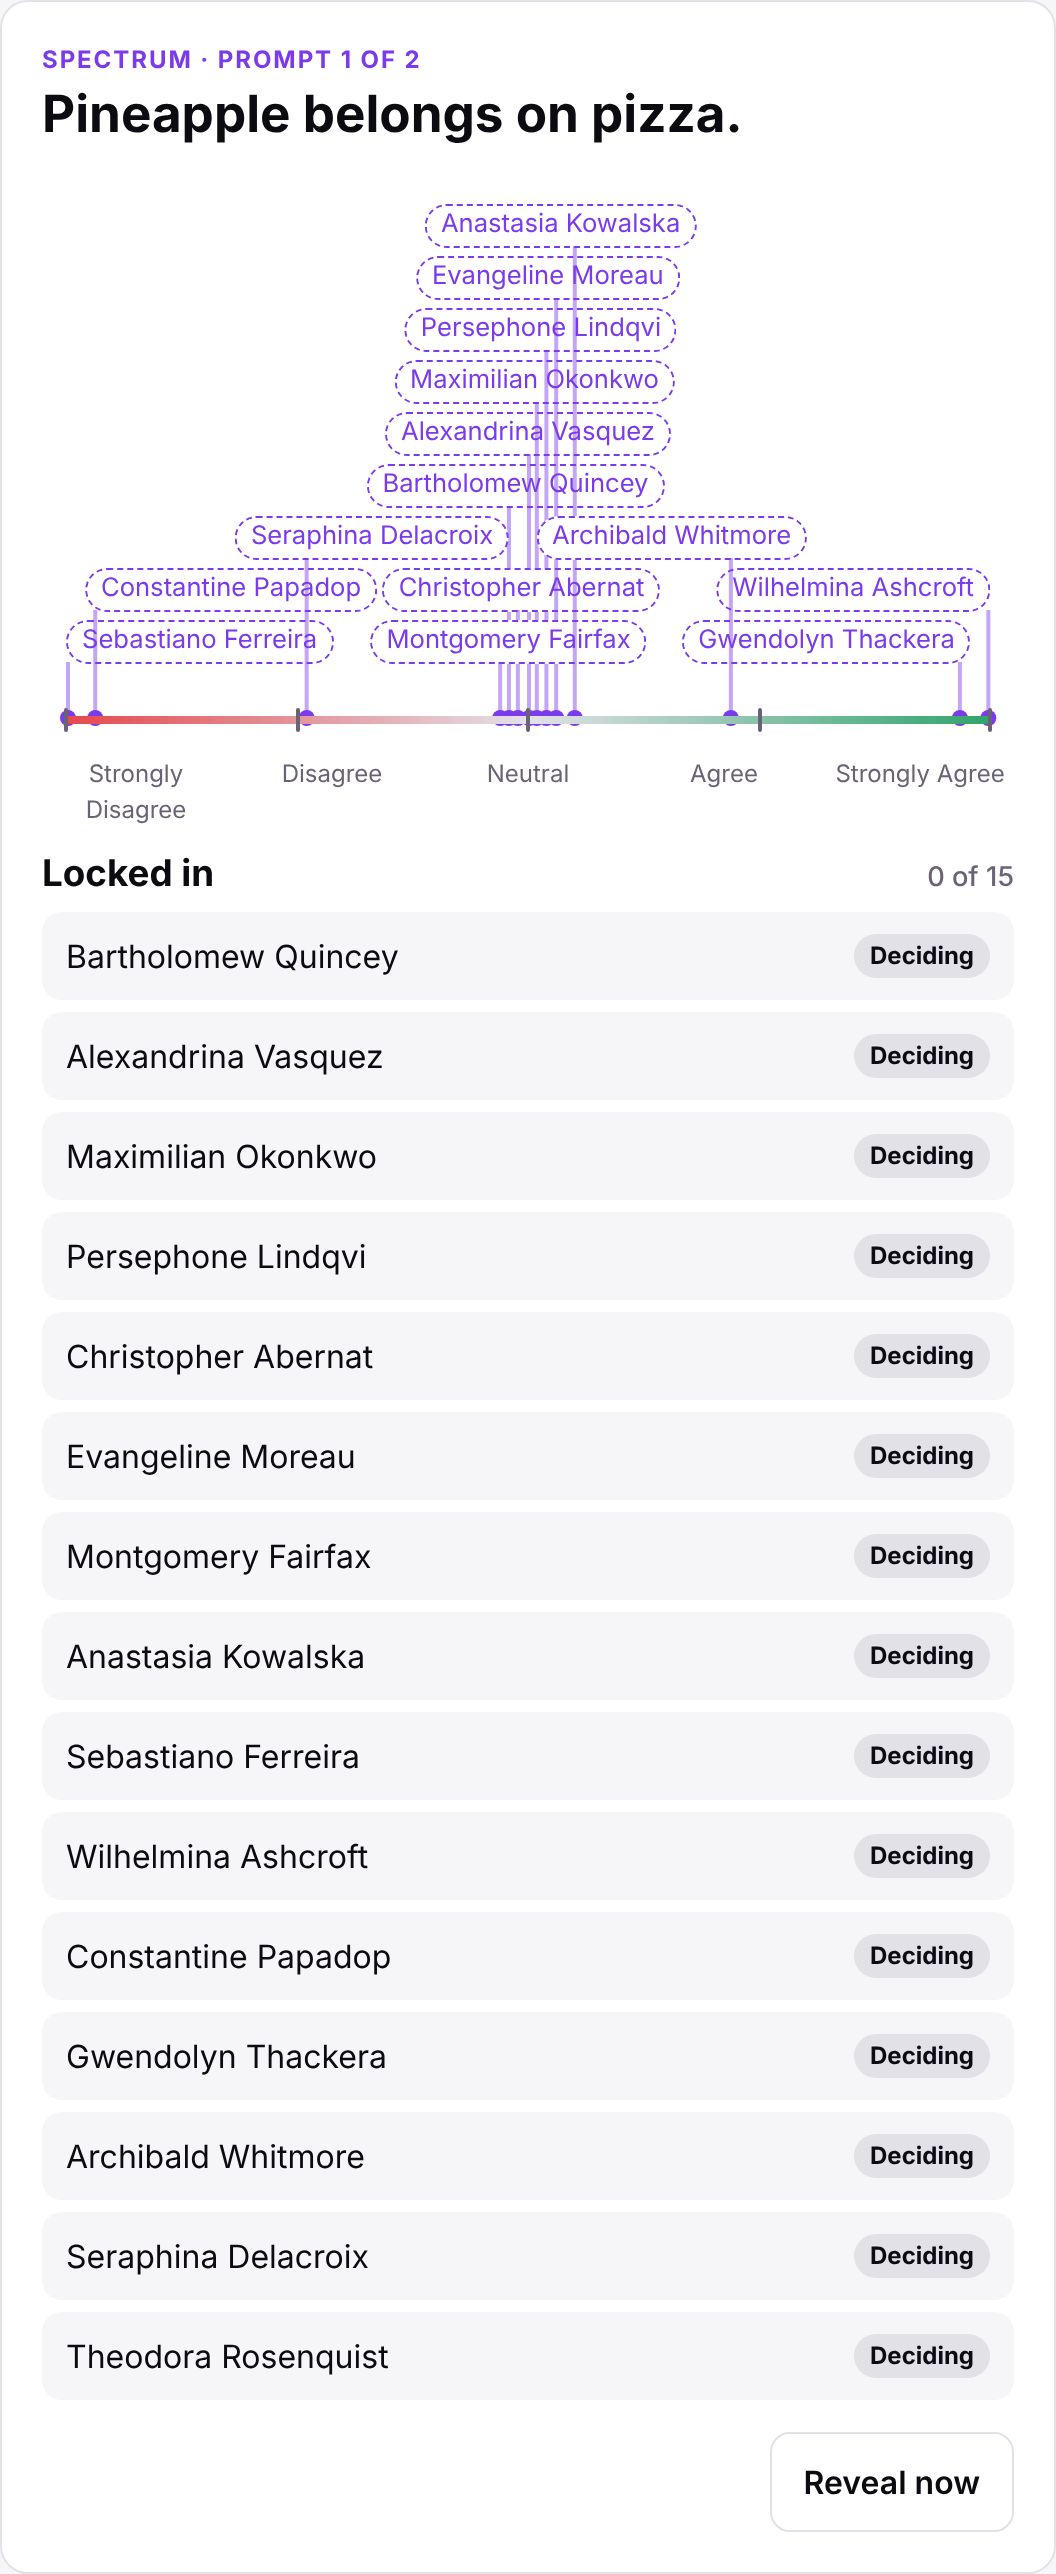 SPECTRUM · PROMPT 1 OF 2
Pineapple belongs on pizza.
Anastasia Kowalska
Evangeline Moreau
Persephone Lindqvi
Maximilian Okonkwo
Alexandrina Vasquez
Bartholomew Quincey
Seraphina Delacroix
Archibald Whitmore
Constantine Papadop
Christopher Abernat
Wilhelmina Ashcroft
Sebastiano Ferreira
Montgomery Fairfax
Gwendolyn Thackera
Strongly Disagree
Disagree
Neutral
Agree
Strongly Agree
Locked in
0 of 15
Bartholomew Quincey
Deciding
Alexandrina Vasquez
Deciding
Maximilian Okonkwo
Deciding
Persephone Lindqvi
Deciding
Christopher Abernat
Deciding
Evangeline Moreau
Deciding
Montgomery Fairfax
Deciding
Anastasia Kowalska
Deciding
Sebastiano Ferreira
Deciding
Wilhelmina Ashcroft
Deciding
Constantine Papadop
Deciding
Gwendolyn Thackera
Deciding
Archibald Whitmore
Deciding
Seraphina Delacroix
Deciding
Theodora Rosenquist
Deciding
Reveal now